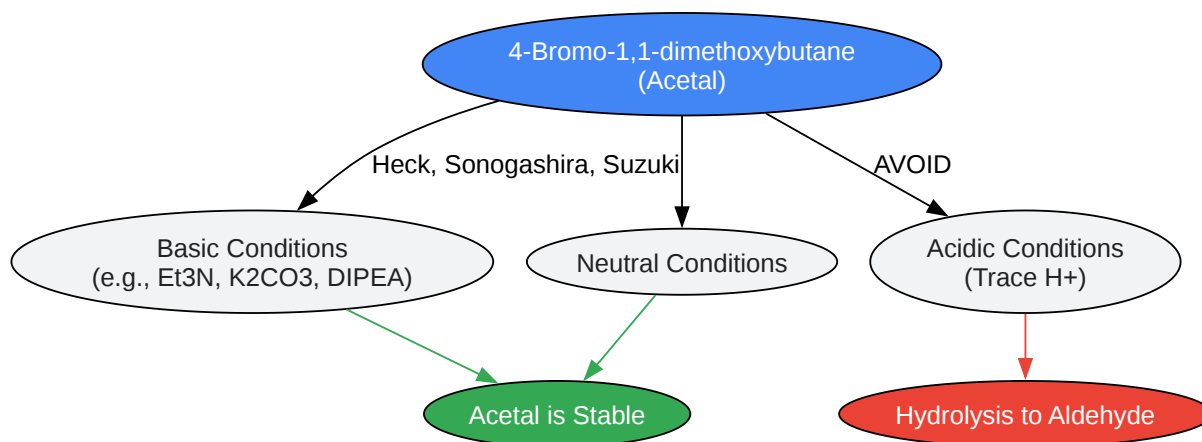 4-Bromo-1,1-dimethoxybutane
(Acetal)
Heck, Sonogashira, Suzuki
AVOID
Basic Conditions
(e.g., Et3N, K2CO3, DIPEA)
Neutral Conditions
Acidic Conditions
(Trace H+)
Acetal is Stable
Hydrolysis to Aldehyde